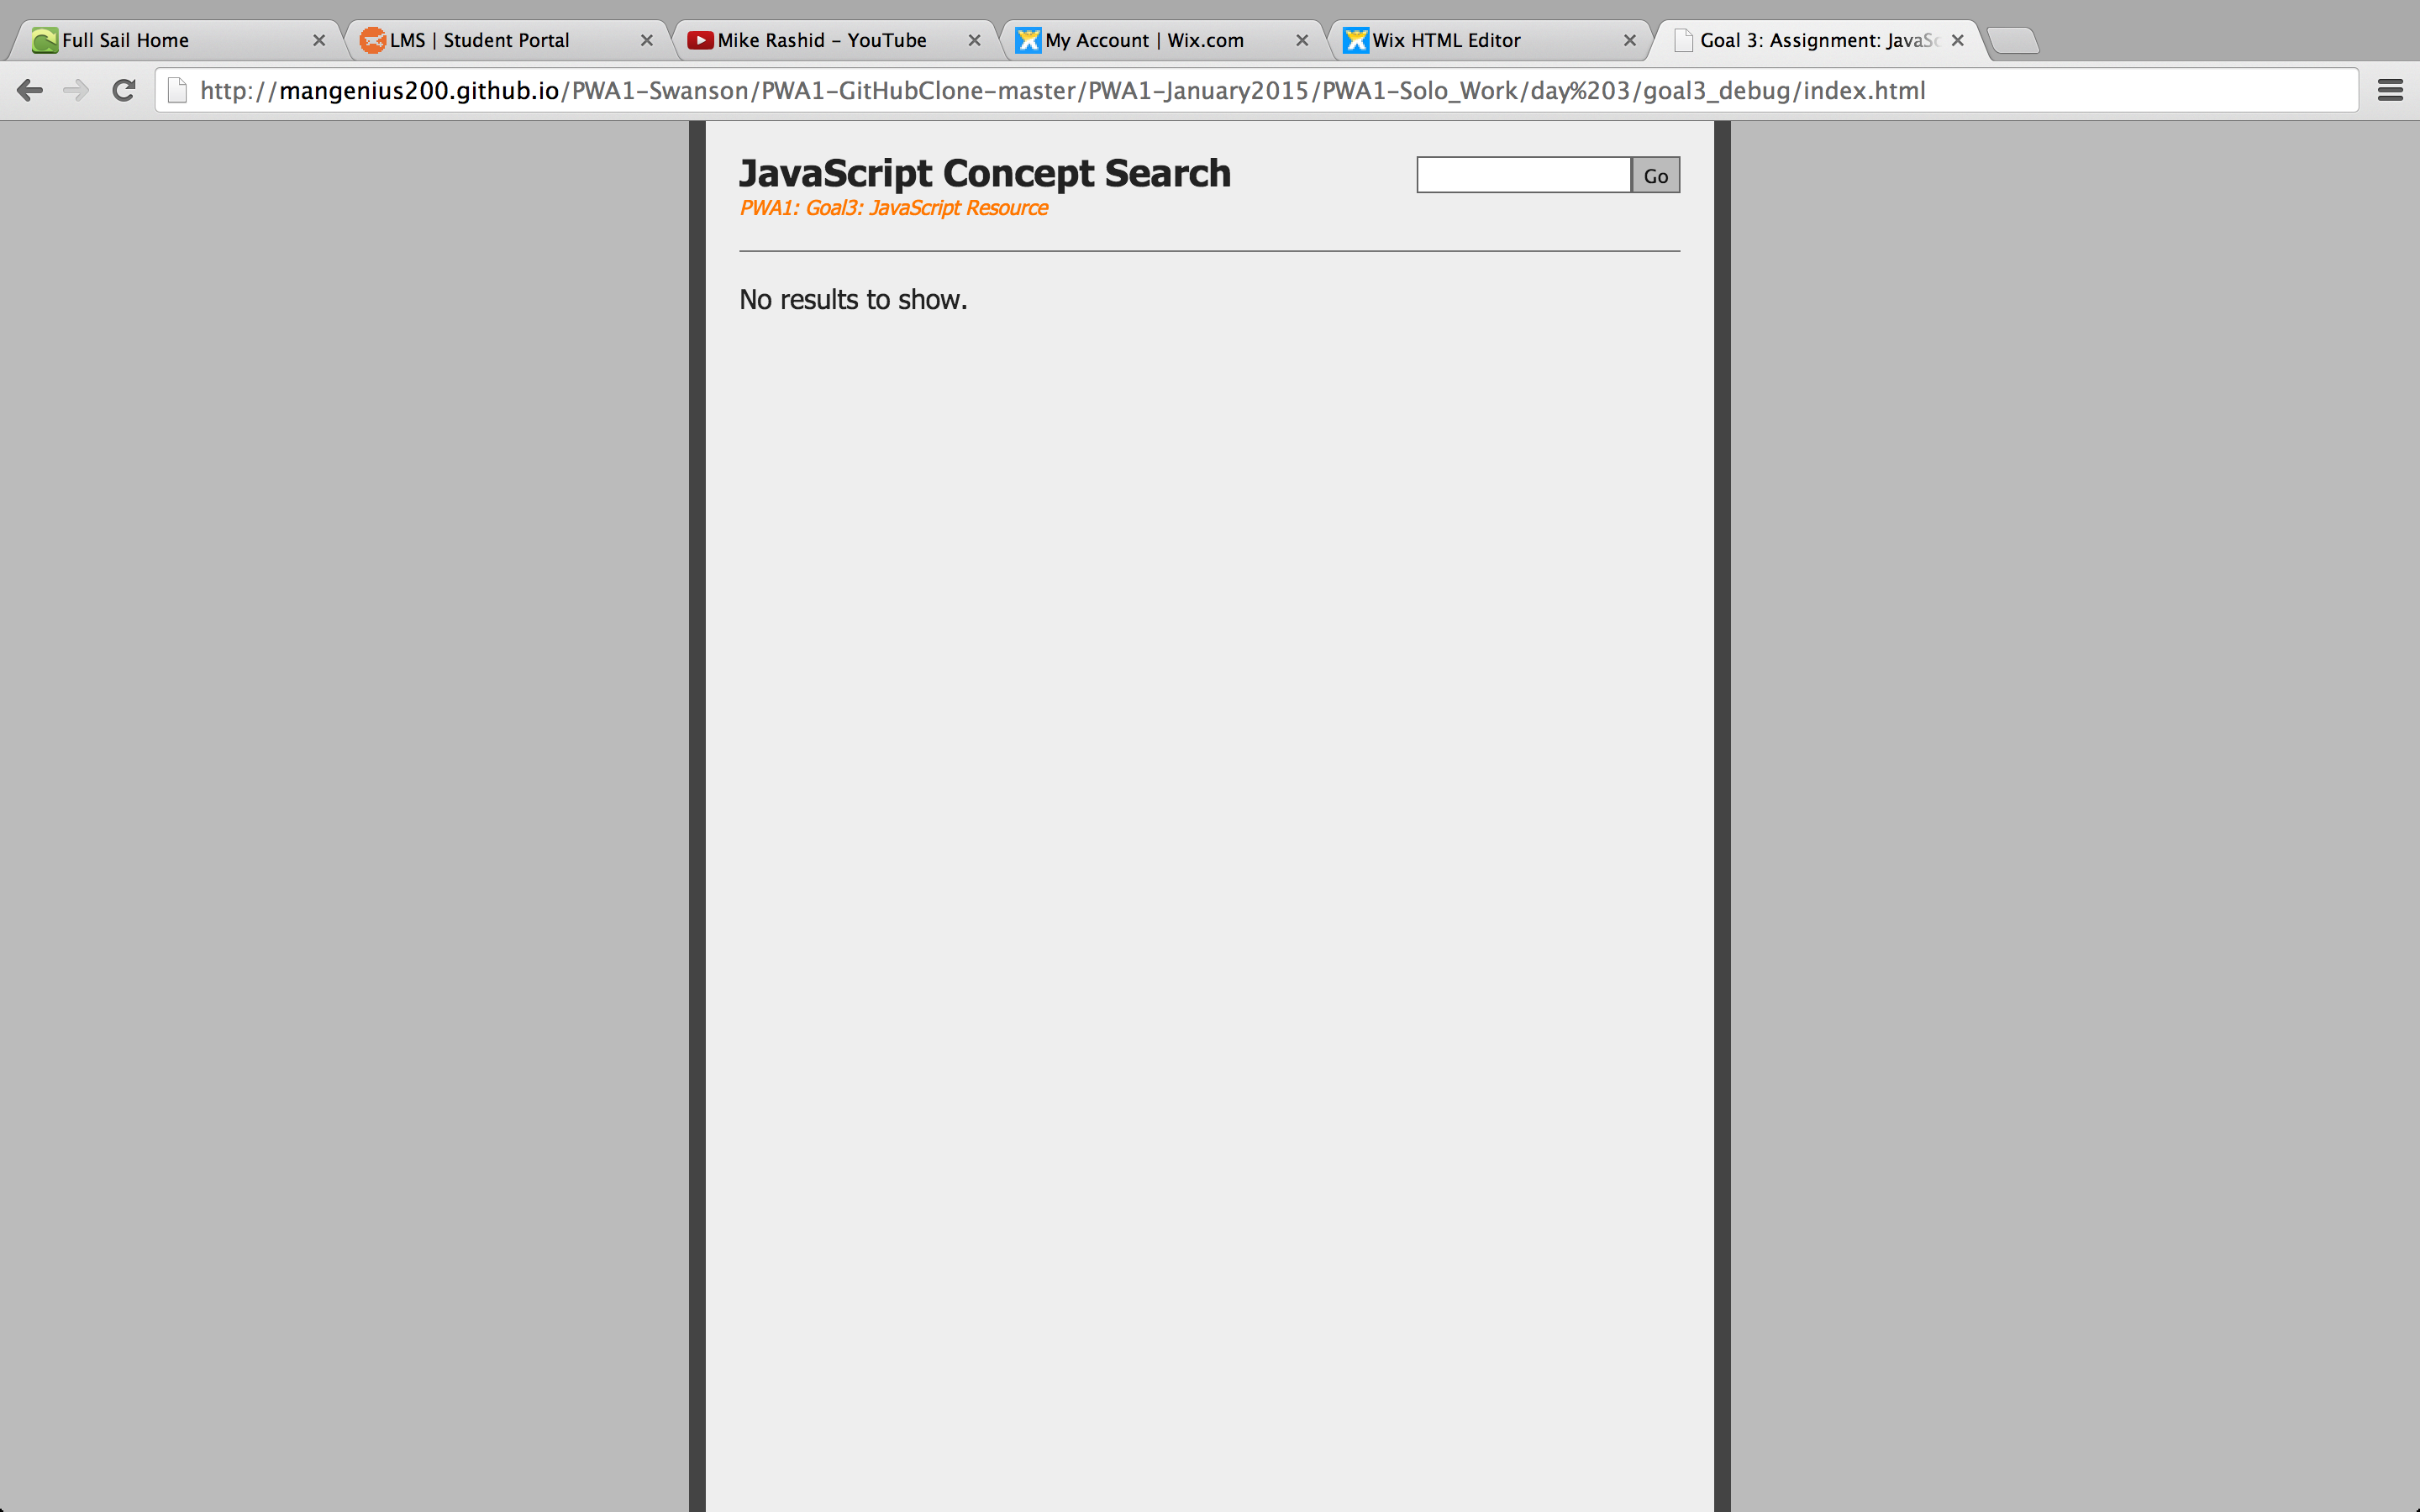 Full Sail Home
LMS | Student Portal
Mike Rashid - YouTube
My Account | Wix.com
Wix HTML Editor
Goal 3: Assignment: JavaSc
http://mangenius200.github.io/PWA1-Swanson/PWA1-GitHubClone-master/PWA1-January2015/PWA1-Solo_Work/day%203/goal3_debug/index.html
JavaScript Concept Search
Go
PWA1: Goal3: JavaScript Resource
No results to show.